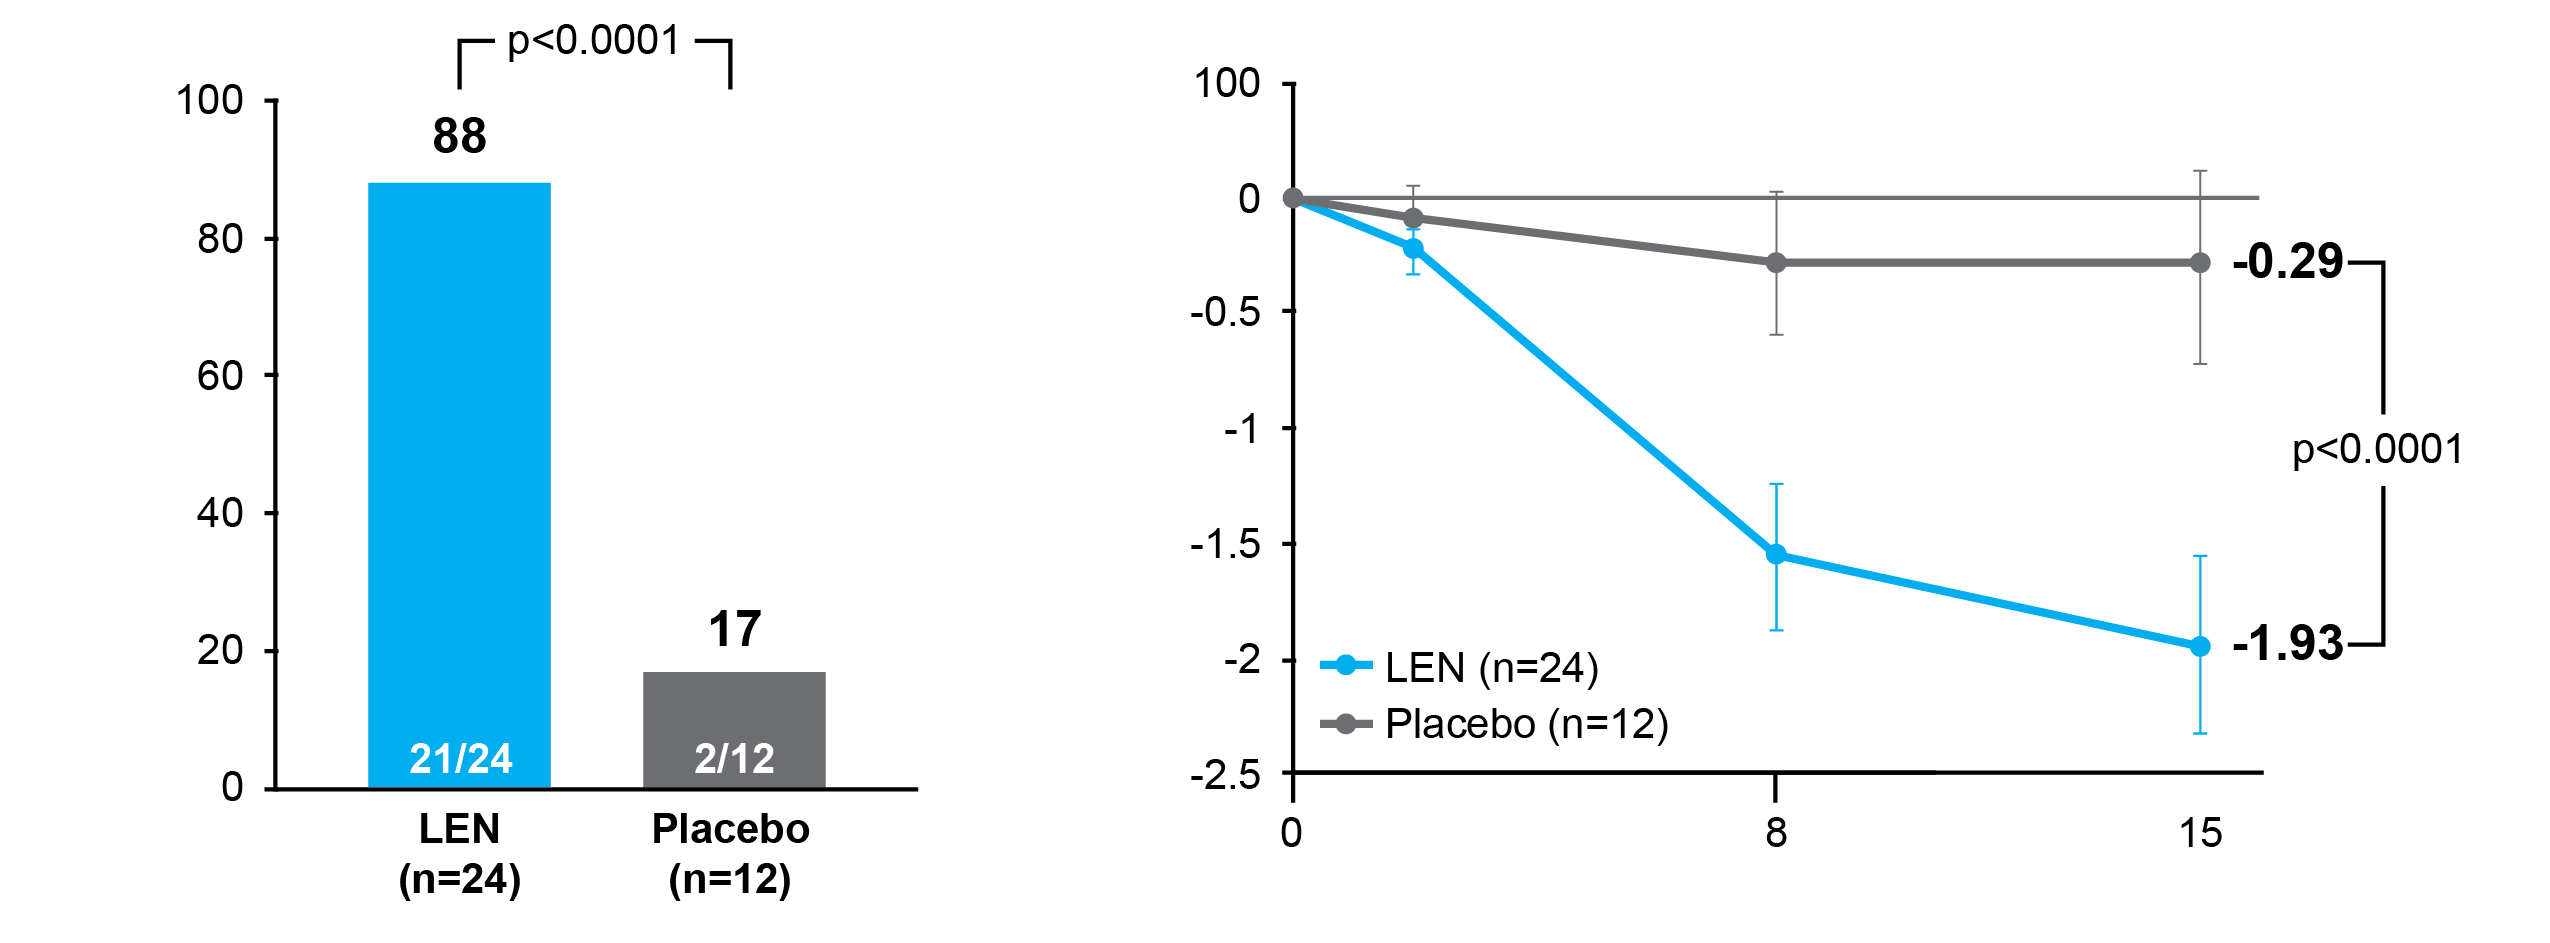 p<0.0001
100
88
80
60
40
20
17
0
21/24
2/12
LEN
(n=24)
Placebo
(n=12)
100
0
-0.5
-1
-1.5
-2
-2.5
-0.29
p<0.0001
-1.93
LEN (n=24)
Placebo (n=12)
0
8
15